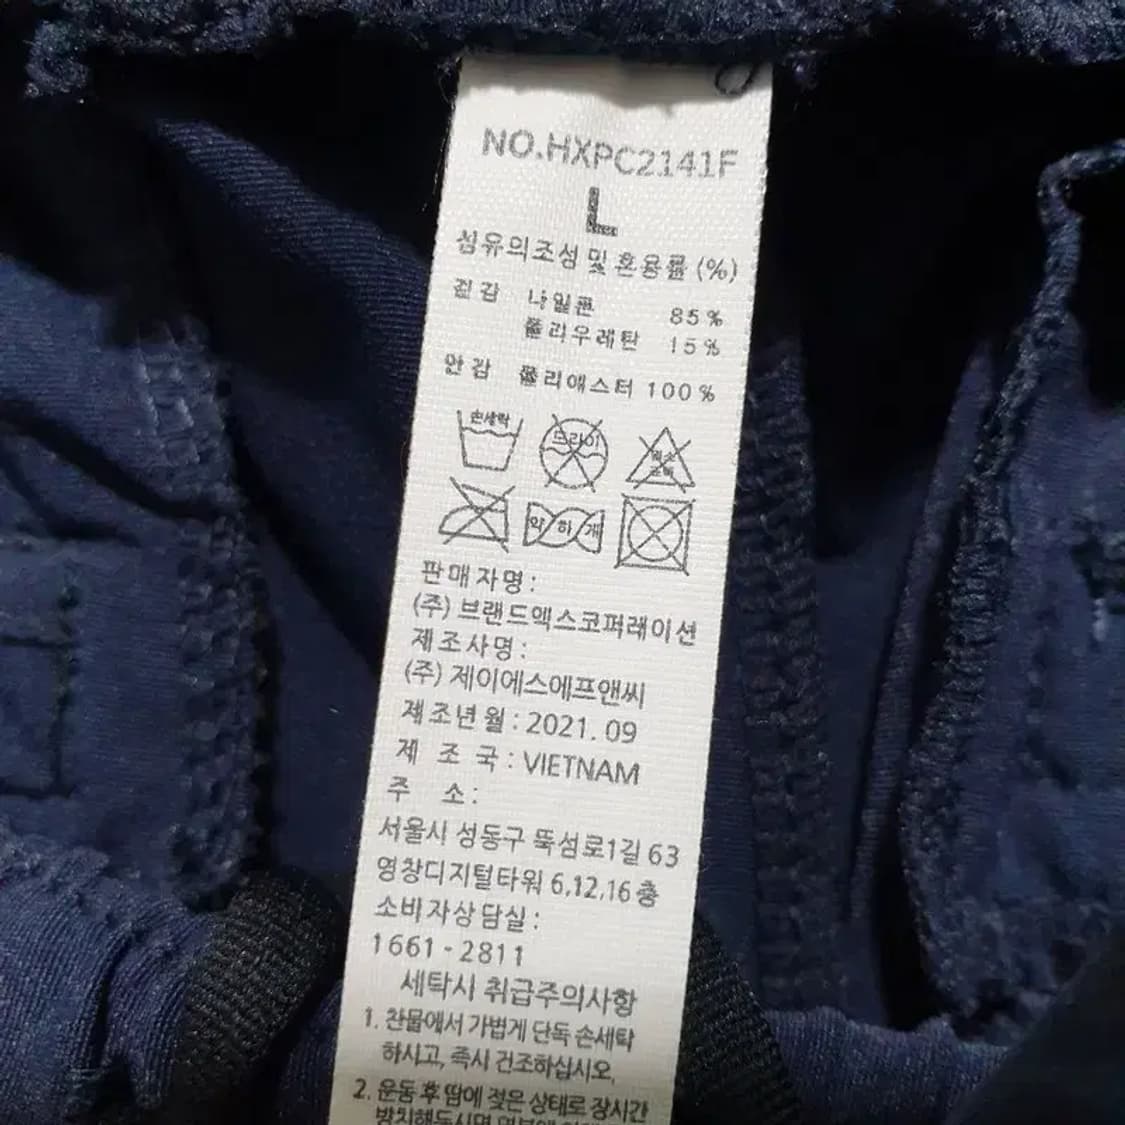 NO.HXPC2141F
L
섬유의조성 및 혼용률 (%)
겉감 나일론 85%
폴리우레탄 15%
안감 폴리에스터 100%
손세탁
드라이
염소
표백
약하게
판매자명:
(주) 브랜드엑스코퍼레이션
제조사명:
(주) 제이에스에프앤씨
제조년월: 2021. 09
제 조 국: VIETNAM
주 소:
서울시 성동구 뚝섬로1길 63
영창디지털타워 6,12,16 층
소비자상담실:
1661-2811
세탁시 취급주의사항
1. 찬물에서 가볍게 단독 손세탁
하시고, 즉시 건조하십시오.
2. 운동 후 땀에 젖은 상태로 장시간